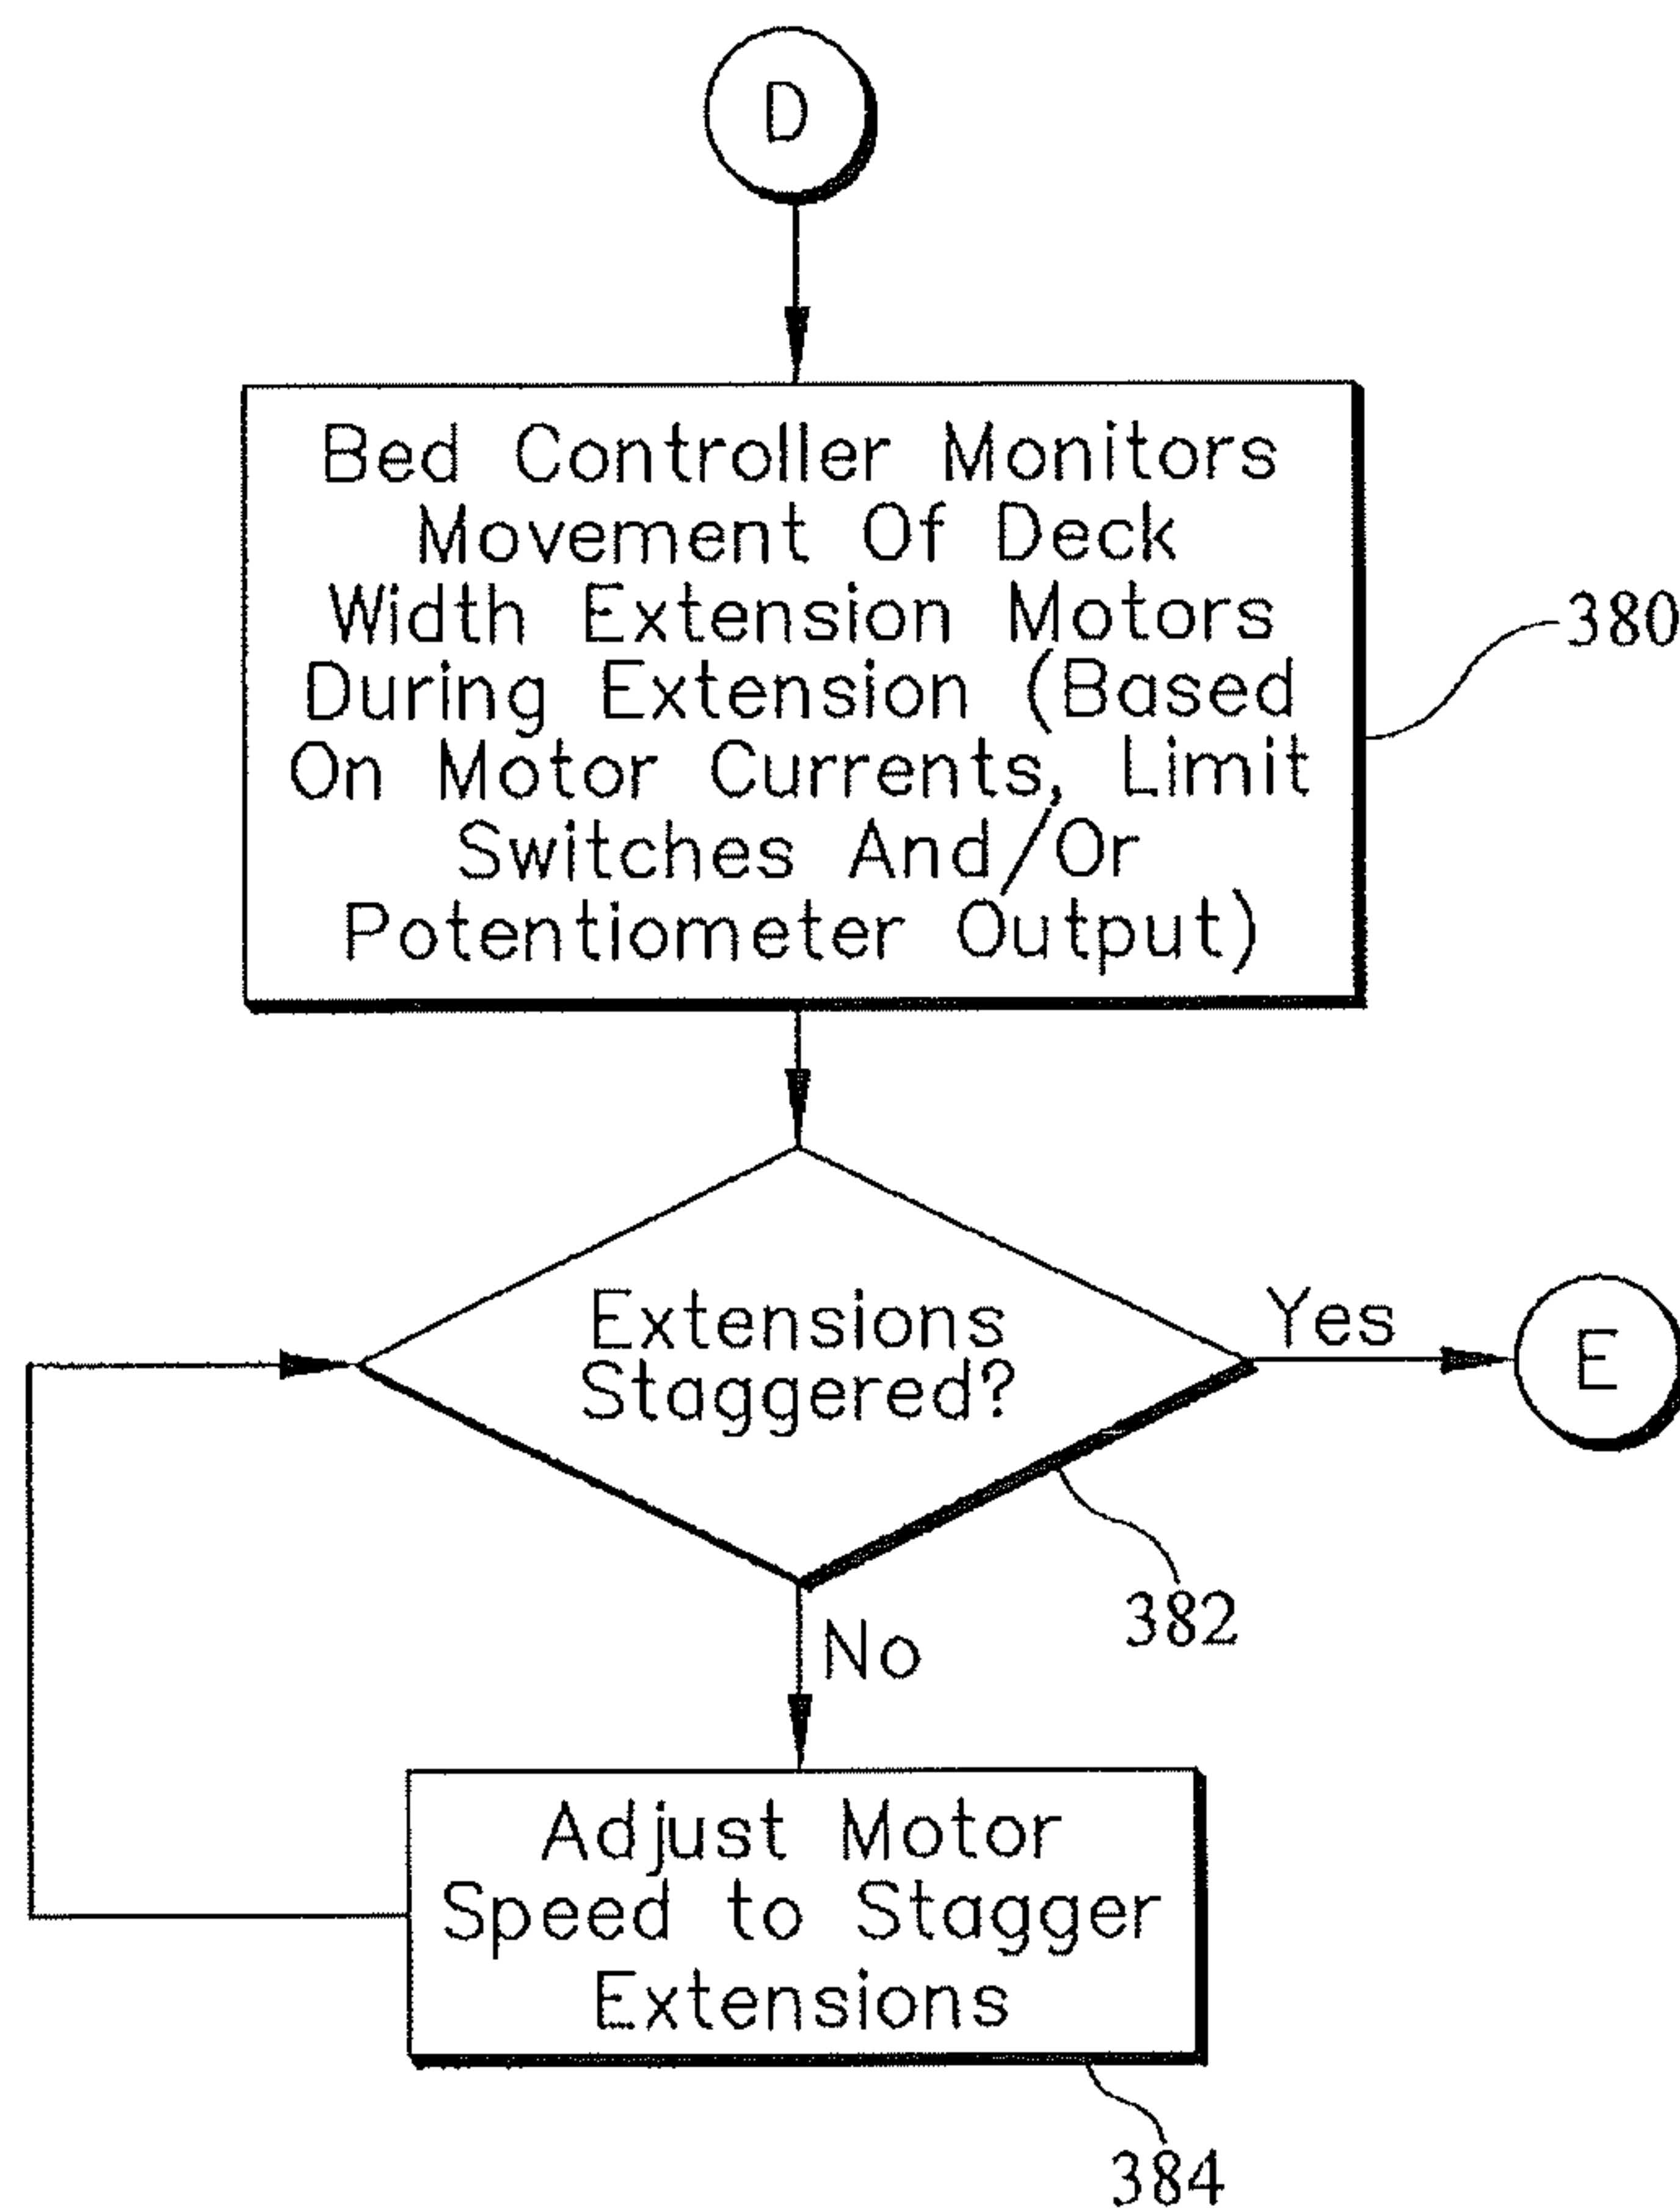 D
Bed Controller Monitors
Movement Of Deck
Width Extension Motors
During Extension (Based
On Motor Currents, Limit
Switches And/Or
Potentiometer Output)
380
Extensions
Staggered?
Yes
E
382
No
Adjust Motor
Speed to Stagger
Extensions
384